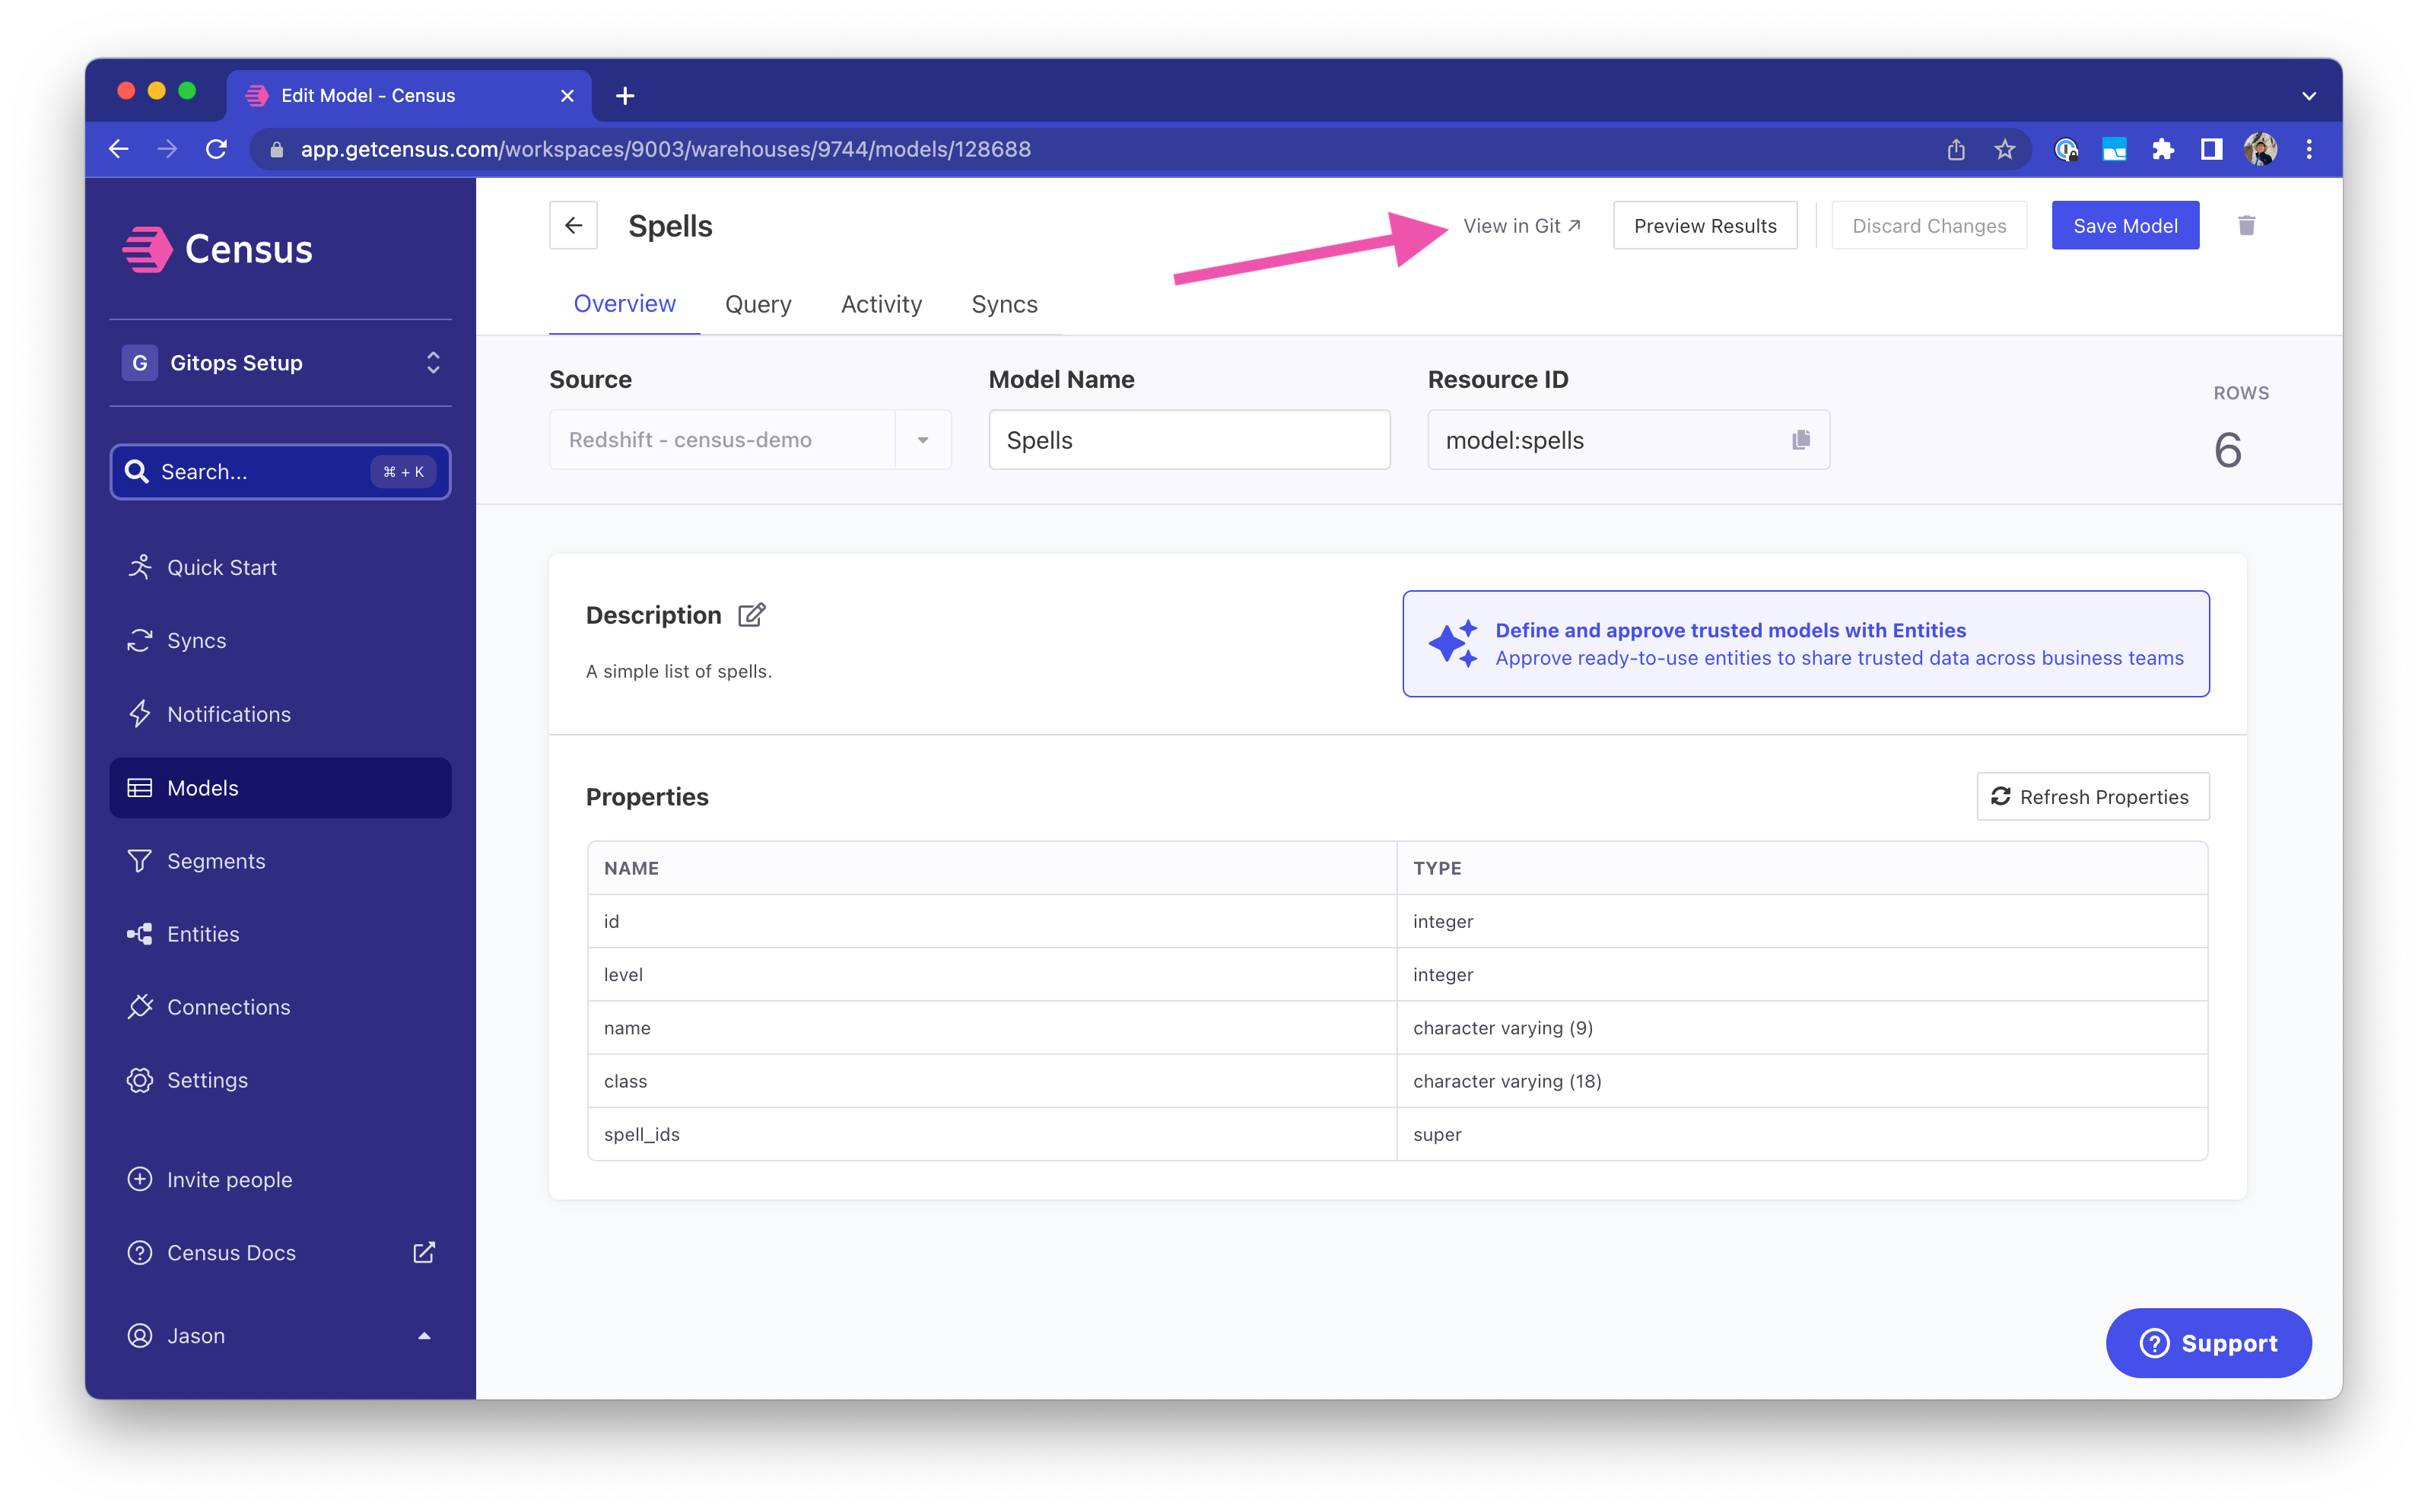 Edit Model - Census
app.getcensus.com/workspaces/9003/warehouses/9744/models/128688
Census
G Gitops Setup
Search... ⌘ + K
Quick Start
Syncs
Notifications
Models
Segments
Entities
Connections
Settings
Invite people
Census Docs
Jason
Spells
View in Git ↗ Preview Results Discard Changes Save Model
Overview Query Activity Syncs
Source Model Name Resource ID ROWS
Redshift - census-demo Spells model:spells 6
Description
A simple list of spells.
Define and approve trusted models with Entities
Approve ready-to-use entities to share trusted data across business teams
Properties Refresh Properties
NAME TYPE
id integer
level integer
name character varying (9)
class character varying (18)
spell_ids super
Support